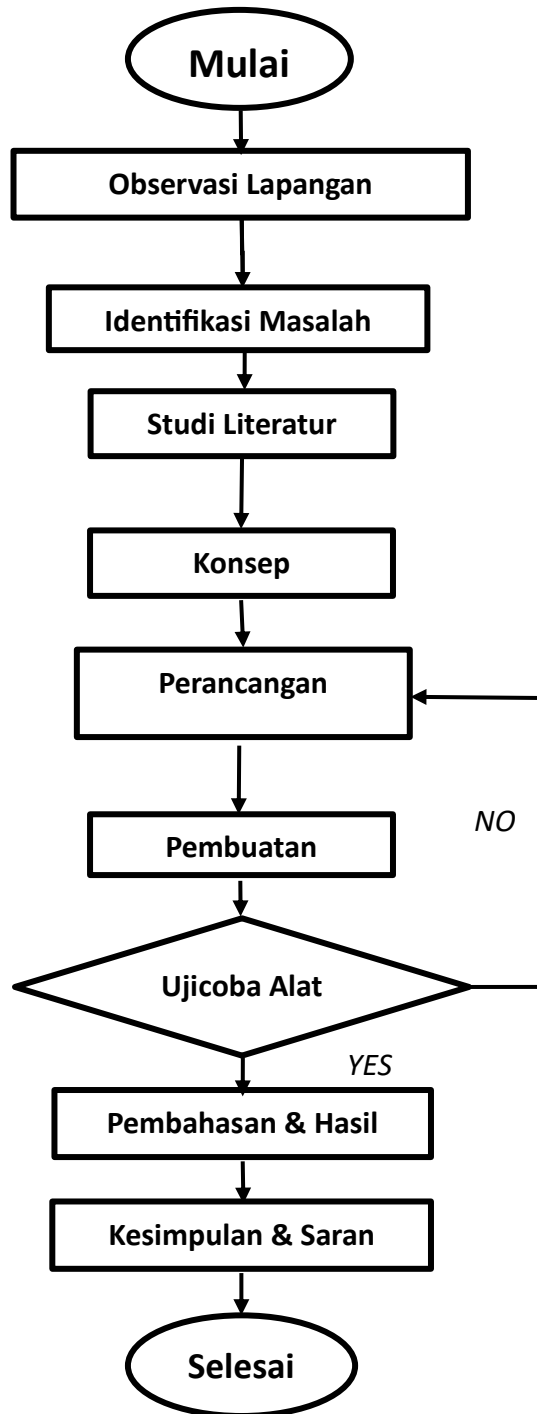 Mulai
Observasi Lapangan
Identifikasi Masalah
Studi Literatur
Konsep
Perancangan
NO
Pembuatan
Ujicoba Alat
YES
Pembahasan & Hasil
Kesimpulan & Saran
Selesai